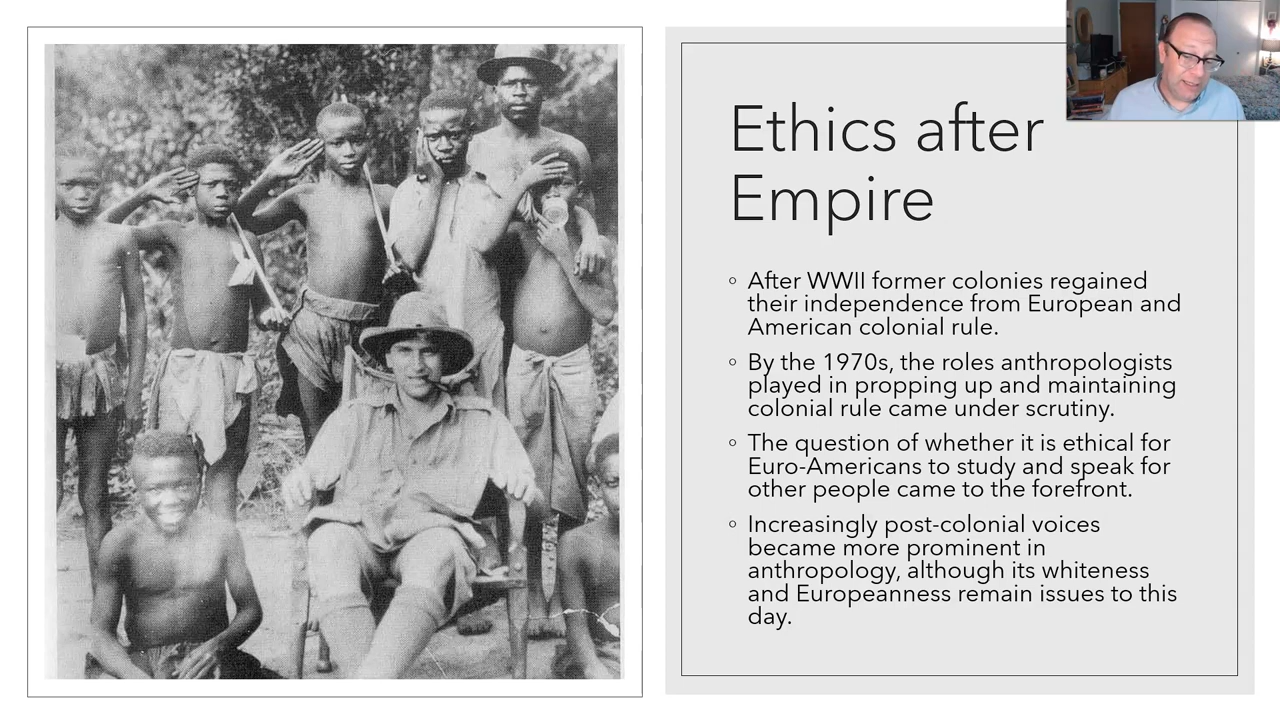 Ethics after
Empire
◦ After WWII former colonies regained
their independence from European and
American colonial rule.
◦ By the 1970s, the roles anthropologists
played in propping up and maintaining
colonial rule came under scrutiny.
◦ The question of whether it is ethical for
Euro-Americans to study and speak for
other people came to the forefront.
◦ Increasingly post-colonial voices
became more prominent in
anthropology, although its whiteness
and Europeanness remain issues to this
day.